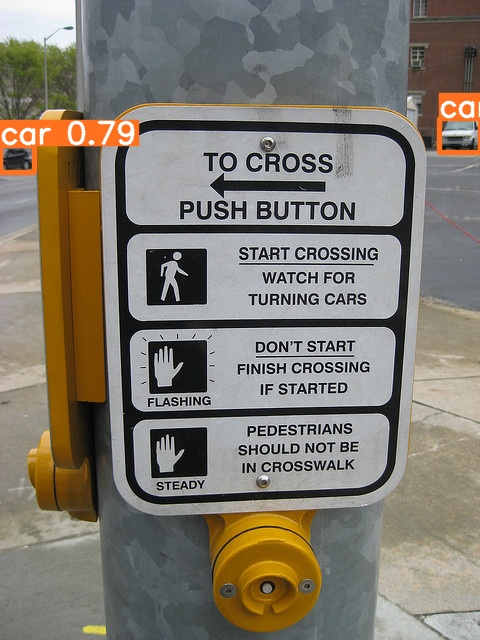 car 0.79
car
TO CROSS
PUSH BUTTON
START CROSSING
WATCH FOR
TURNING CARS
DON'T START
FINISH CROSSING
IF STARTED
FLASHING
PEDESTRIANS
SHOULD NOT BE
IN CROSSWALK
STEADY